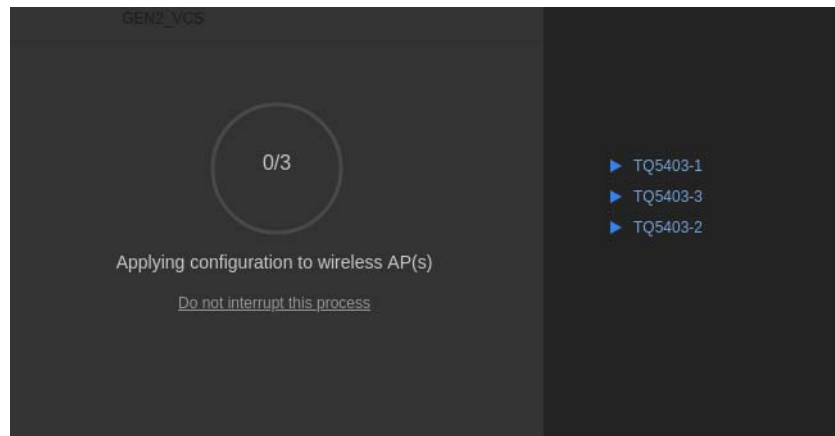 GEN2_VCS
0/3
Applying configuration to wireless AP(s)
Do not interrupt this process
TQ5403-1
TQ5403-3
TQ5403-2